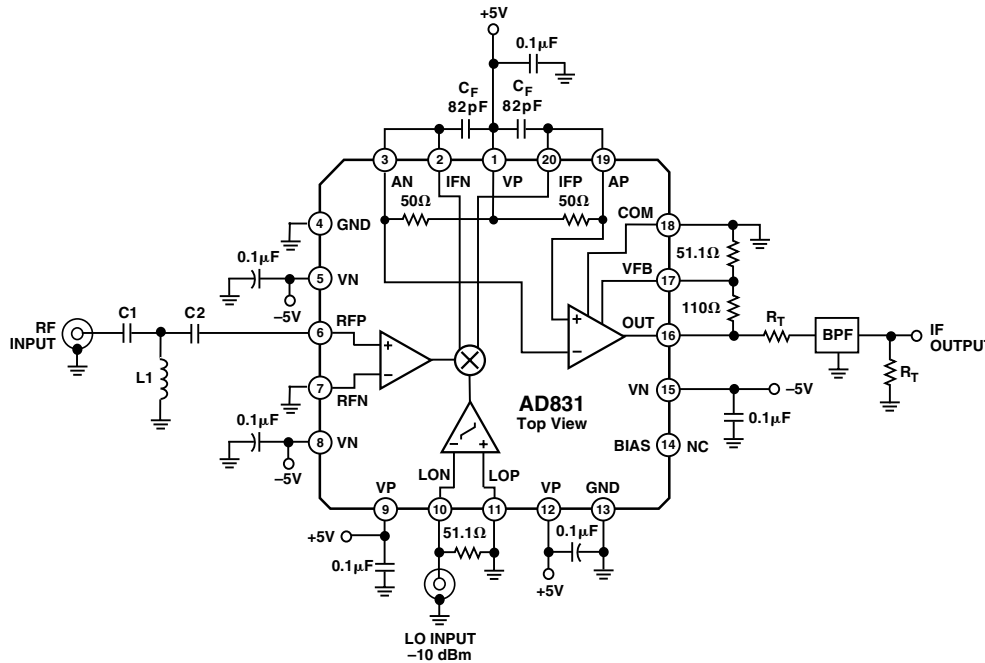 +5V
0.1µF
C_F
82pF
C_F
82pF
3
2
1
20
19
AN
IFN
VP
IFP
AP
50Ω
50Ω
COM
18
4
GND
51.1Ω
0.1µF
VFB
17
5
VN
–5V
110Ω
C1
C2
OUT
16
R_T
BPF
IF
OUTPUT
RF
INPUT
6
RFP
+
–
+
–
L1
R_T
7
RFN
AD831
Top View
VN
15
–5V
0.1µF
0.1µF
8
VN
–5V
–
+
BIAS
14
NC
LON
LOP
VP
9
10
11
VP
12
GND
13
+5V
51.1Ω
0.1µF
0.1µF
+5V
LO INPUT
–10 dBm